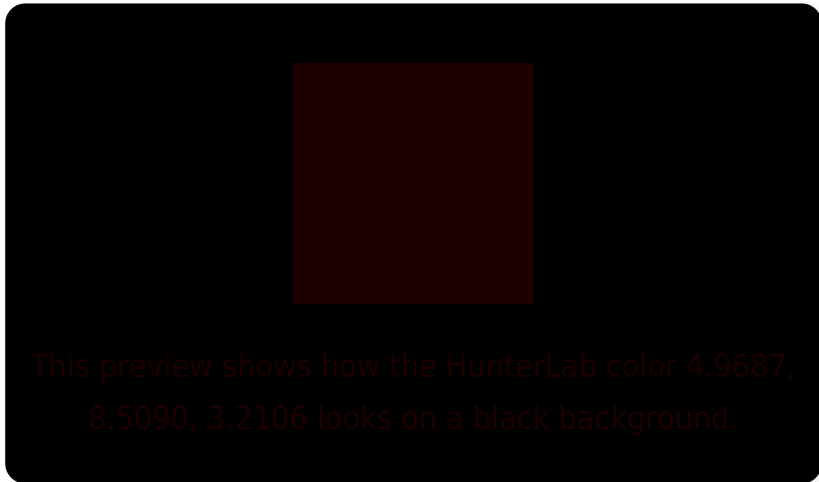 This preview shows how the HunterLab color 4.9687,
8.5090, 3.2106 looks on a black background.